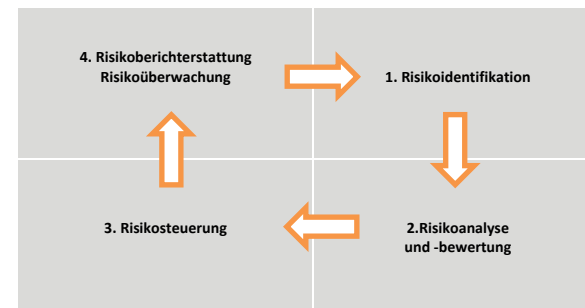 4. Risikoberichterstattung
Risikoüberwachung
1. Risikoidentifikation
3. Risikosteuerung
2.Risikoanalyse
und -bewertung